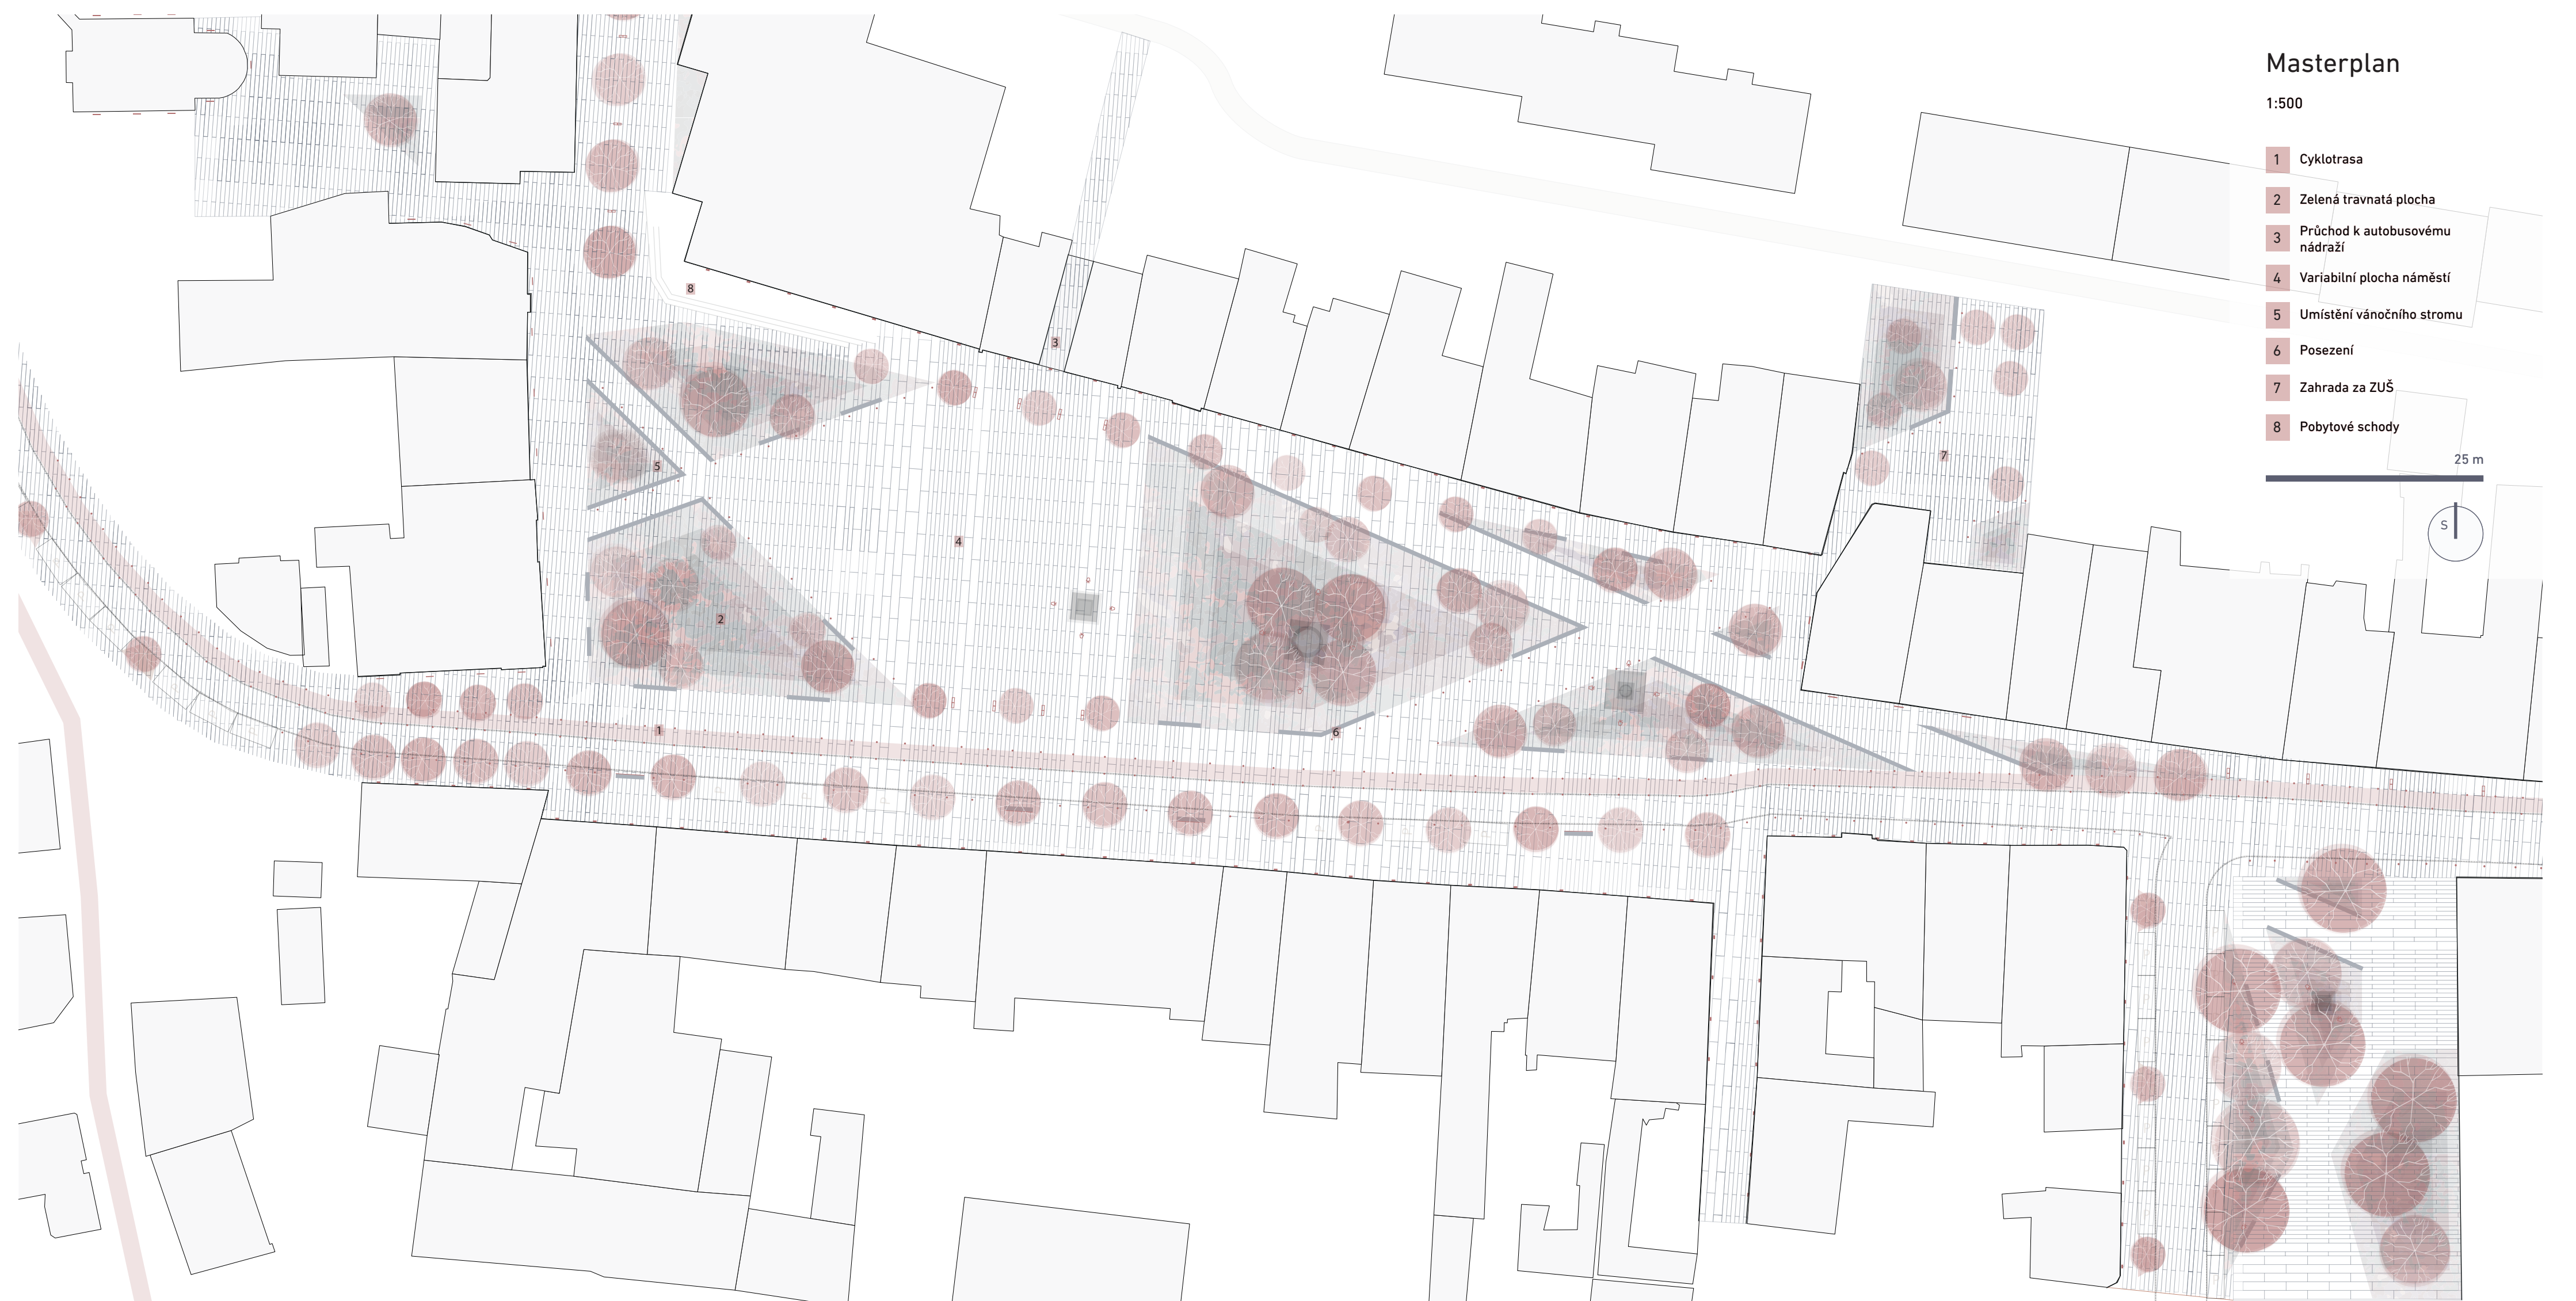 Masterplan
1:500
1 Cyklotrasa
2 Zelená travnatá plocha
3 Průchod k autobusovému
nádraží
4 Variabilní plocha náměstí
5 Umístění vánočního stromu
6 Posezení
7 Zahrada za ZUŠ
8 Pobytové schody
25 m
S
8
3
5
7
4
2
1
6